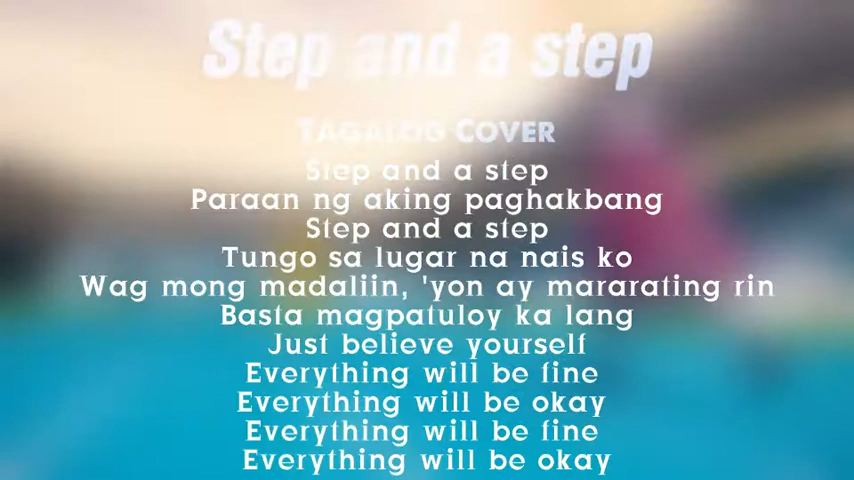 Step and a step
TAGALOG COVER
Step and a step
Paraan ng aking paghakbang
Step and a step
Tungo sa lugar na nais ko
Wag mong madaliin, 'yon ay mararating rin
Basta magpatuloy ka lang
Just believe yourself
Everything will be fine
Everything will be okay
Everything will be fine
Everything will be okay